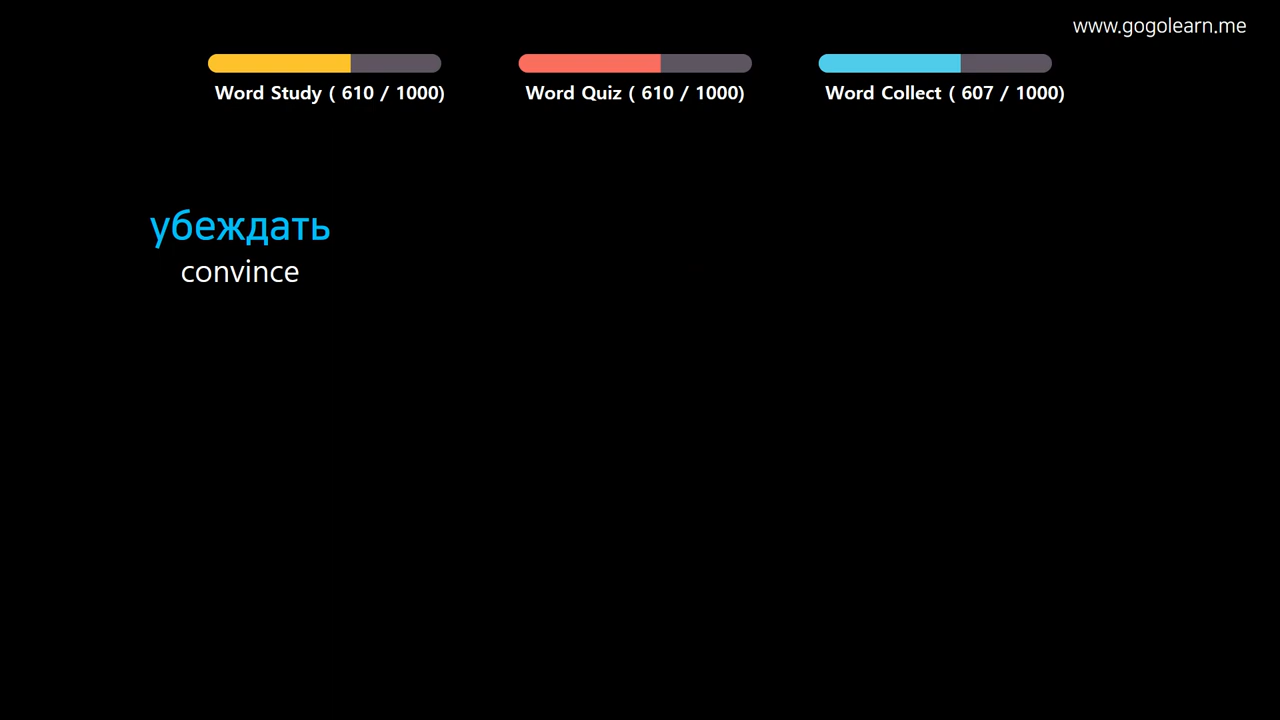 www.gogolearn.me
Word Study ( 610 / 1000)
Word Quiz ( 610 / 1000)
Word Collect ( 607 / 1000)
убеждать
convince